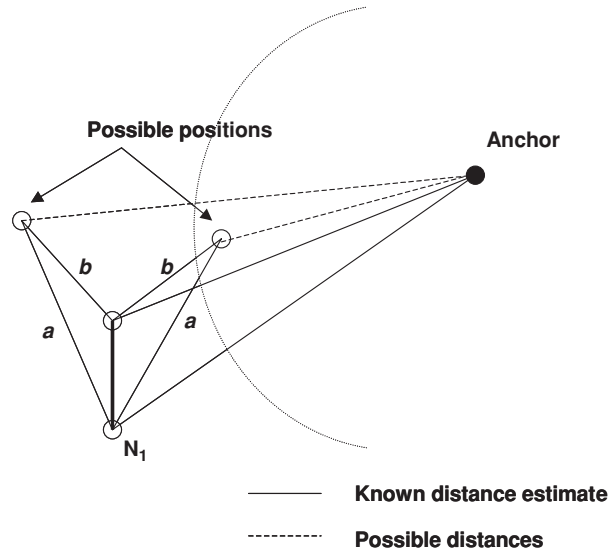 Possible positions
Anchor
b
b
a
a
N₁
Known distance estimate
Possible distances